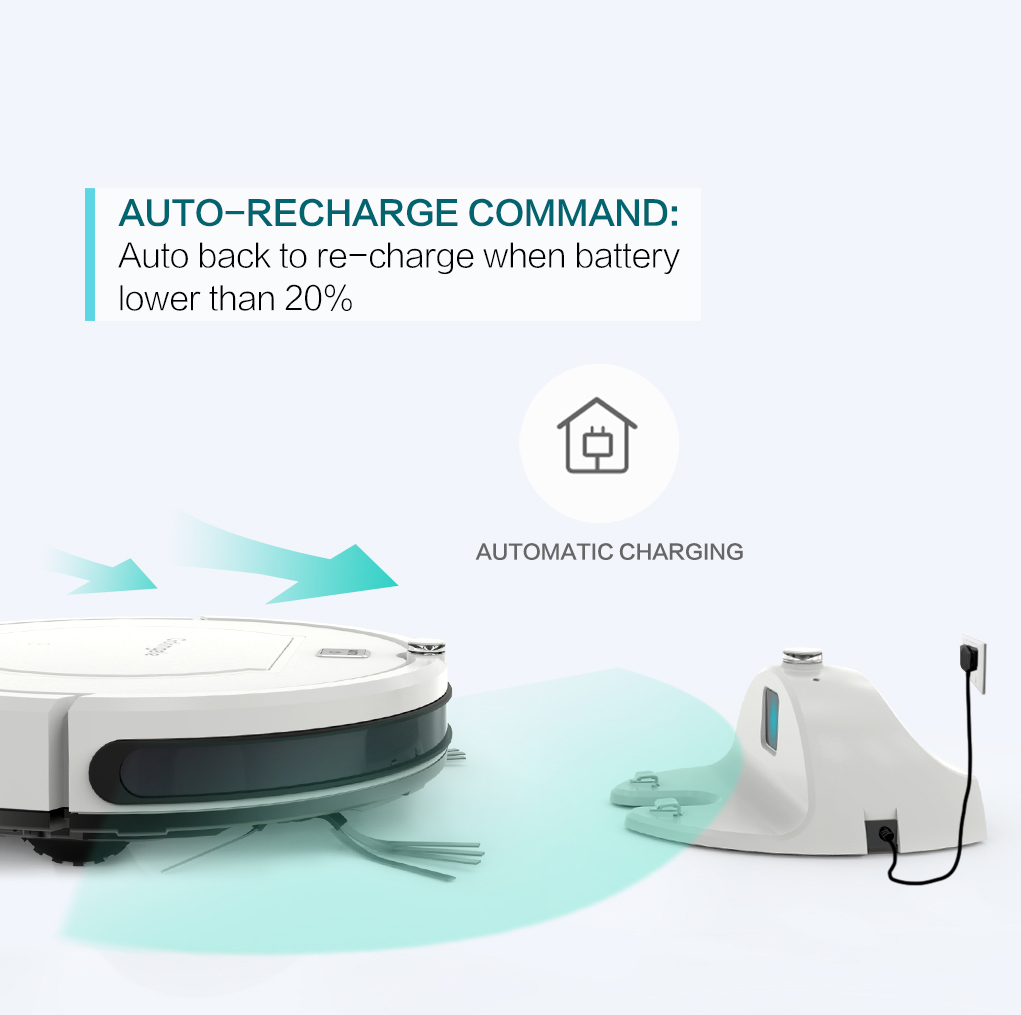 AUTO-RECHARGE COMMAND:
Auto back to re-charge when battery
lower than 20%
AUTOMATIC CHARGING